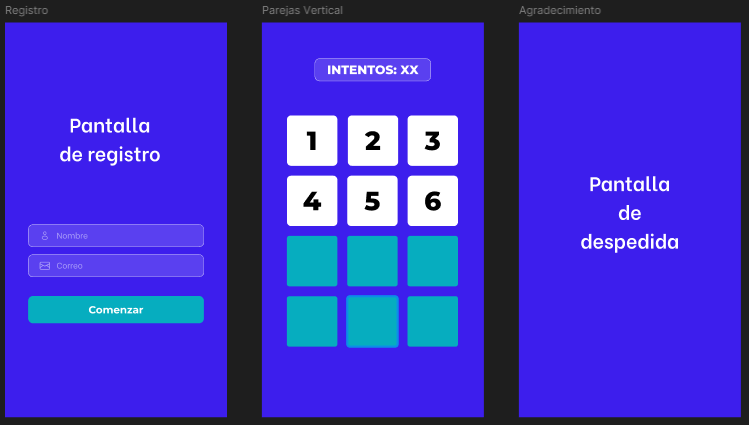 Registro
Pantalla
de registro
Nombre
Correo
Comenzar
Parejas Vertical
INTENTOS: XX
1 2 3
4 5 6
Agradecimiento
Pantalla
de
despedida